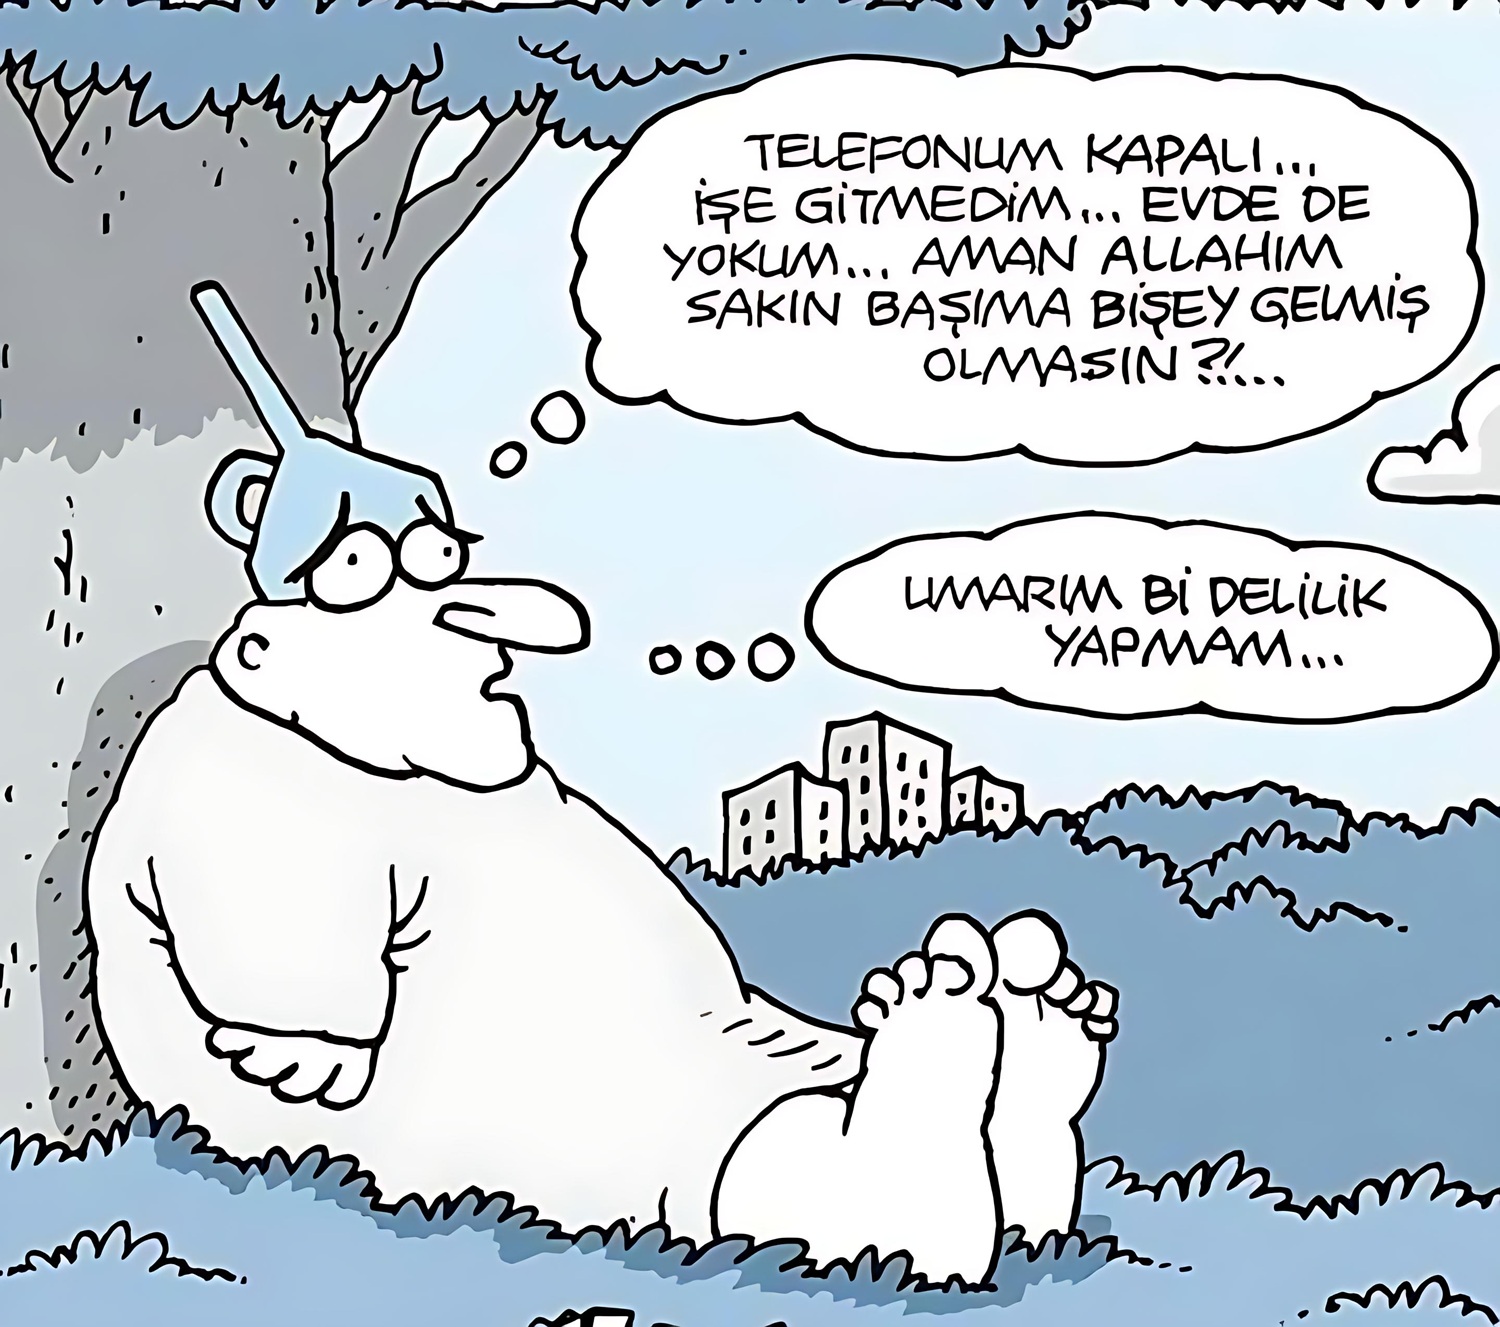 TELEFONUM KAPALI...
İŞE GİTMEDİM... EVDE DE
YOKUM... AMAN ALLAHIM
SAKIN BAŞIMA BİŞEY GELMİŞ
OLMASIN?!...
UMARIM Bİ DELİLİK
YAPMAM...